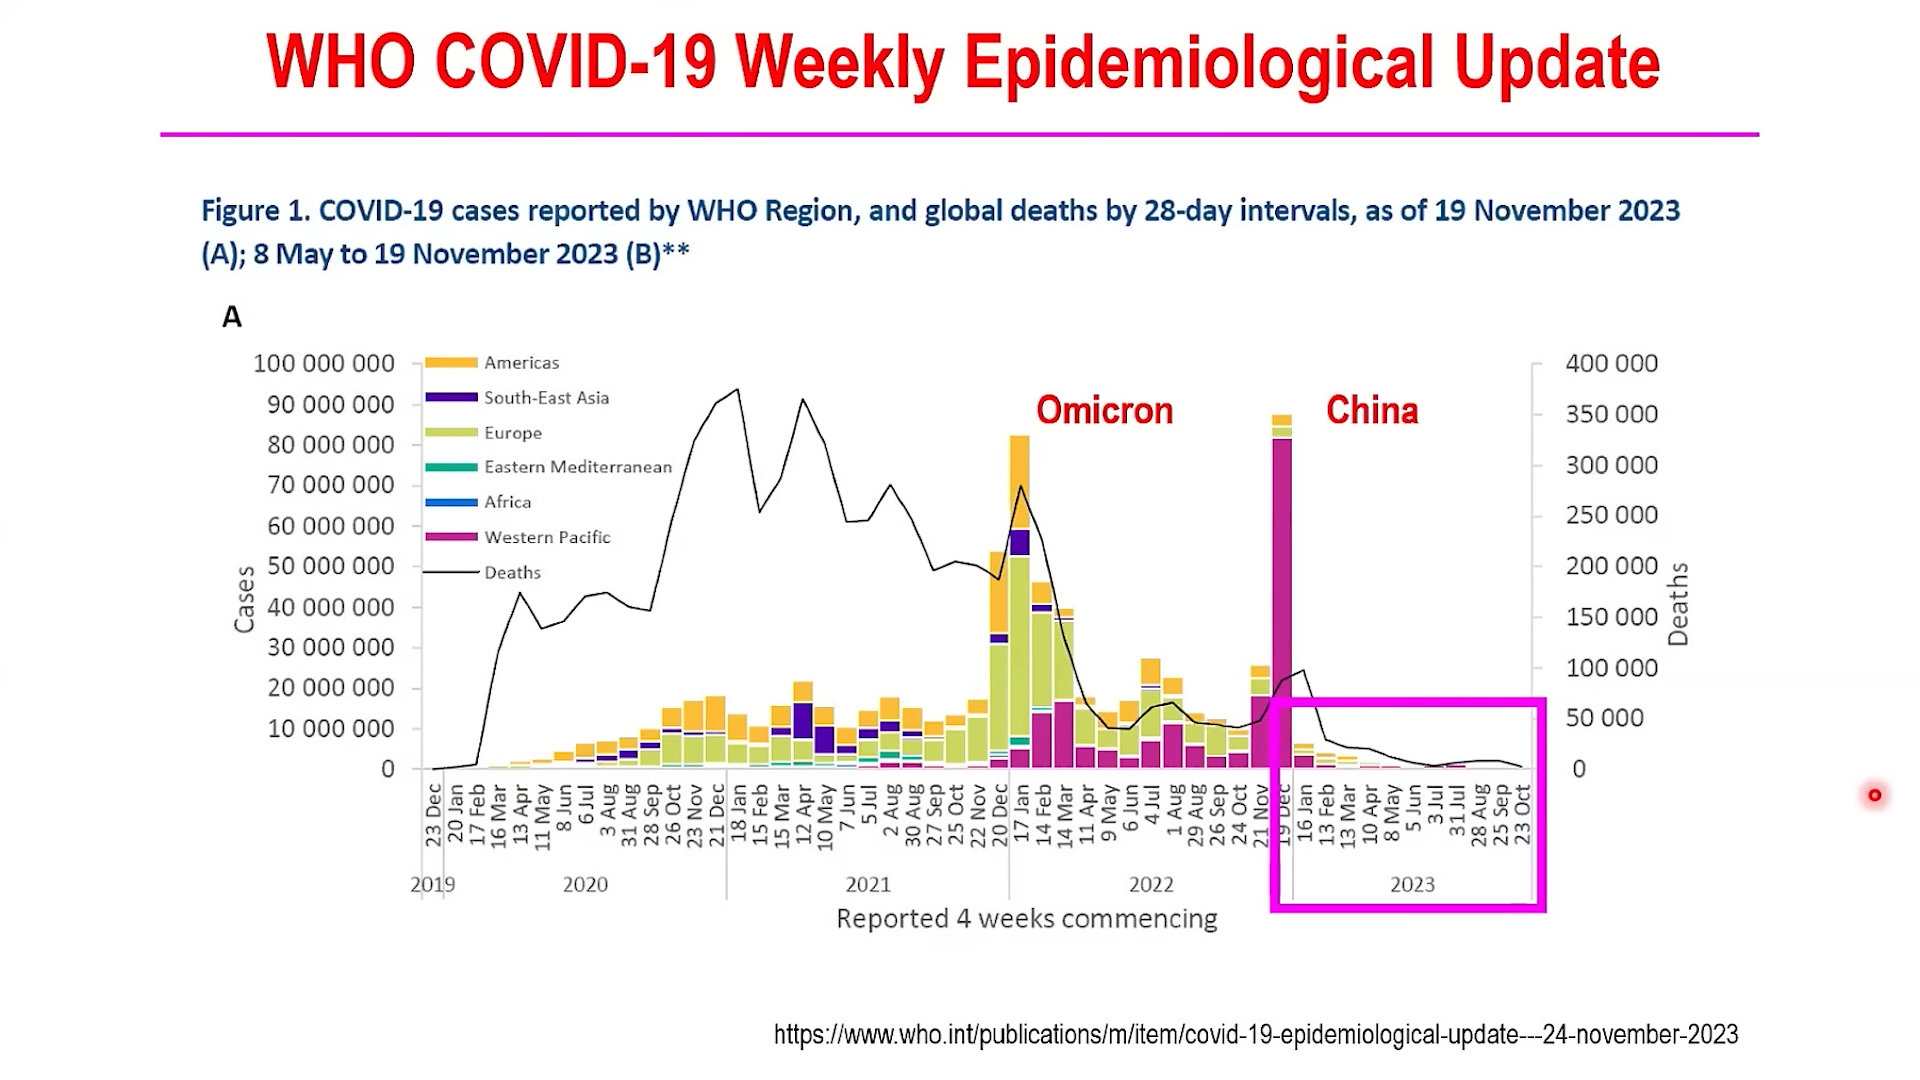 WHO COVID-19 Weekly Epidemiological Update
Figure 1. COVID-19 cases reported by WHO Region, and global deaths by 28-day intervals, as of 19 November 2023
(A); 8 May to 19 November 2023 (B)**
A
100 000 000
90 000 000
80 000 000
70 000 000
60 000 000
50 000 000
40 000 000
30 000 000
20 000 000
10 000 000
0
Cases
Americas
South-East Asia
Europe
Eastern Mediterranean
Africa
Western Pacific
Deaths
Omicron
China
400 000
350 000
300 000
250 000
200 000
150 000
100 000
50 000
0
Deaths
23 Dec
20 Jan
17 Feb
16 Mar
13 Apr
11 May
8 Jun
6 Jul
3 Aug
31 Aug
28 Sep
26 Oct
23 Nov
21 Dec
18 Jan
15 Feb
15 Mar
12 Apr
10 May
7 Jun
5 Jul
2 Aug
30 Aug
27 Sep
25 Oct
22 Nov
20 Dec
17 Jan
14 Feb
14 Mar
11 Apr
9 May
6 Jun
4 Jul
1 Aug
29 Aug
26 Sep
24 Oct
21 Nov
19 Dec
16 Jan
13 Feb
13 Mar
10 Apr
8 May
5 Jun
3 Jul
31 Jul
28 Aug
25 Sep
23 Oct
2019 2020 2021 2022 2023
Reported 4 weeks commencing
https://www.who.int/publications/m/item/covid-19-epidemiological-update---24-november-2023